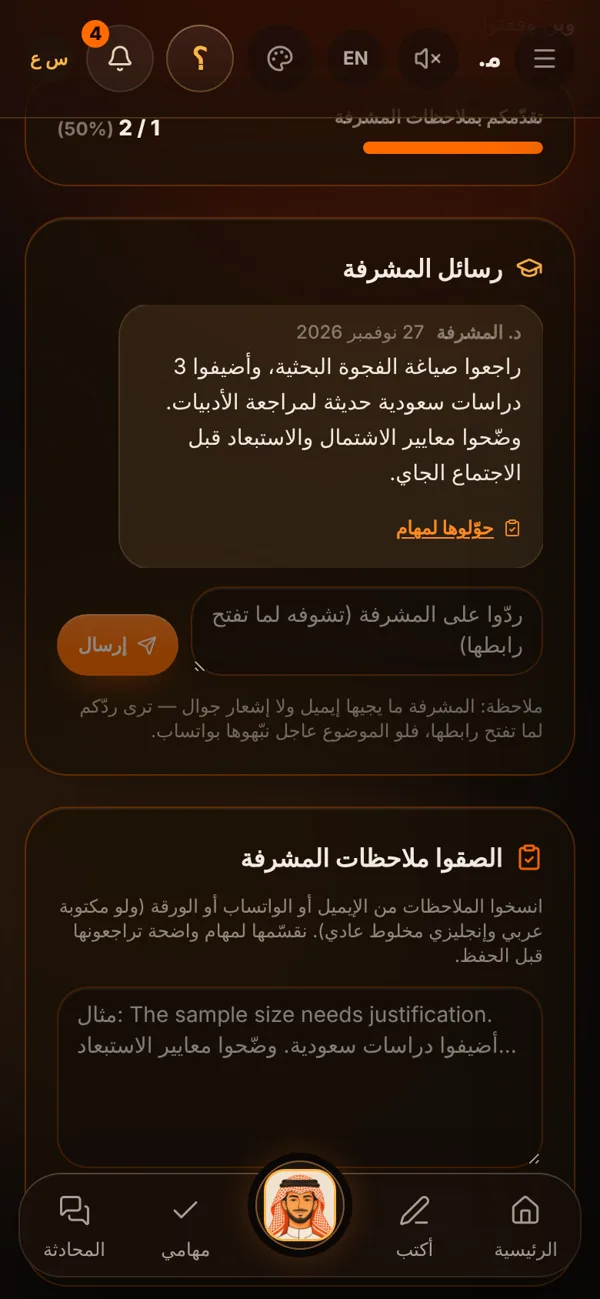 وين وقفتوا
م.
EN
؟
4
س ع
تقدّمكم بملاحظات المشرفة
1 / 2 (50%)
رسائل المشرفة
د. المشرفة 27 نوفمبر 2026
راجعوا صياغة الفجوة البحثية، وأضيفوا 3
دراسات سعودية حديثة لمراجعة الأدبيات.
وضّحوا معايير الاشتمال والاستبعاد قبل
الاجتماع الجاي.
حوّلوها لمهام
ردّوا على المشرفة (تشوفه لما تفتح
رابطها)
إرسال
ملاحظة: المشرفة ما يجيها إيميل ولا إشعار جوال — ترى ردّكم
لما تفتح رابطها، فلو الموضوع عاجل نبّهوها بواتساب.
الصقوا ملاحظات المشرفة
انسخوا الملاحظات من الإيميل أو الواتساب أو الورقة (ولو مكتوبة
عربي وإنجليزي مخلوط عادي). نقسّمها لمهام واضحة تراجعونها
قبل الحفظ.
مثال: The sample size needs justification.
أضيفوا دراسات سعودية. وضّحوا معايير الاستبعاد...
الرئيسية
أكتب
مهامي
المحادثة